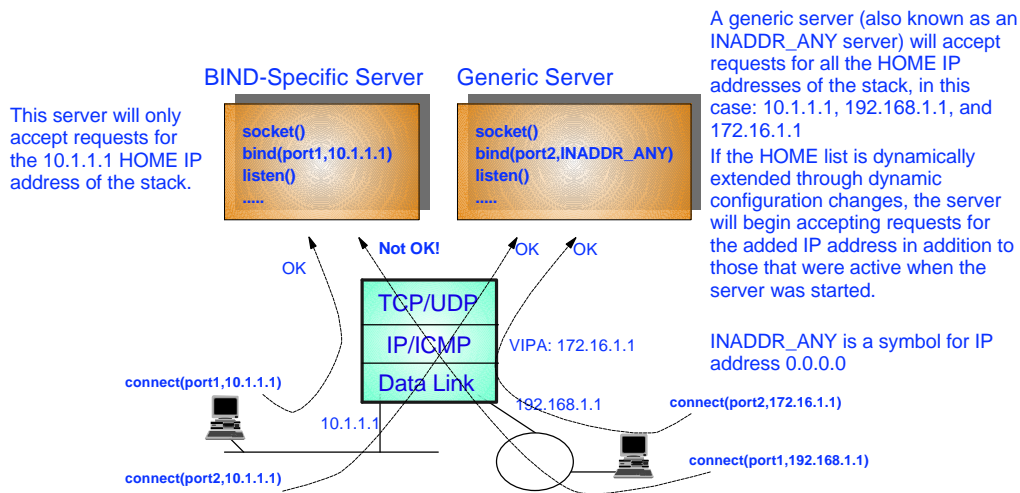 A generic server (also known as an
INADDR_ANY server) will accept
requests for all the HOME IP
addresses of the stack, in this
case: 10.1.1.1, 192.168.1.1, and
172.16.1.1
If the HOME list is dynamically
extended through dynamic
configuration changes, the server
will begin accepting requests for
the added IP address in addition to
those that were active when the
server was started.
INADDR_ANY is a symbol for IP
address 0.0.0.0
BIND-Specific Server
Generic Server
This server will only
accept requests for
the 10.1.1.1 HOME IP
address of the stack.
socket()
bind(port1,10.1.1.1)
listen()
.....
socket()
bind(port2,INADDR_ANY)
listen()
.....
OK
Not OK!
OK
OK
TCP/UDP
IP/ICMP
Data Link
VIPA: 172.16.1.1
192.168.1.1
10.1.1.1
connect(port1,10.1.1.1)
connect(port2,172.16.1.1)
connect(port2,10.1.1.1)
connect(port1,192.168.1.1)